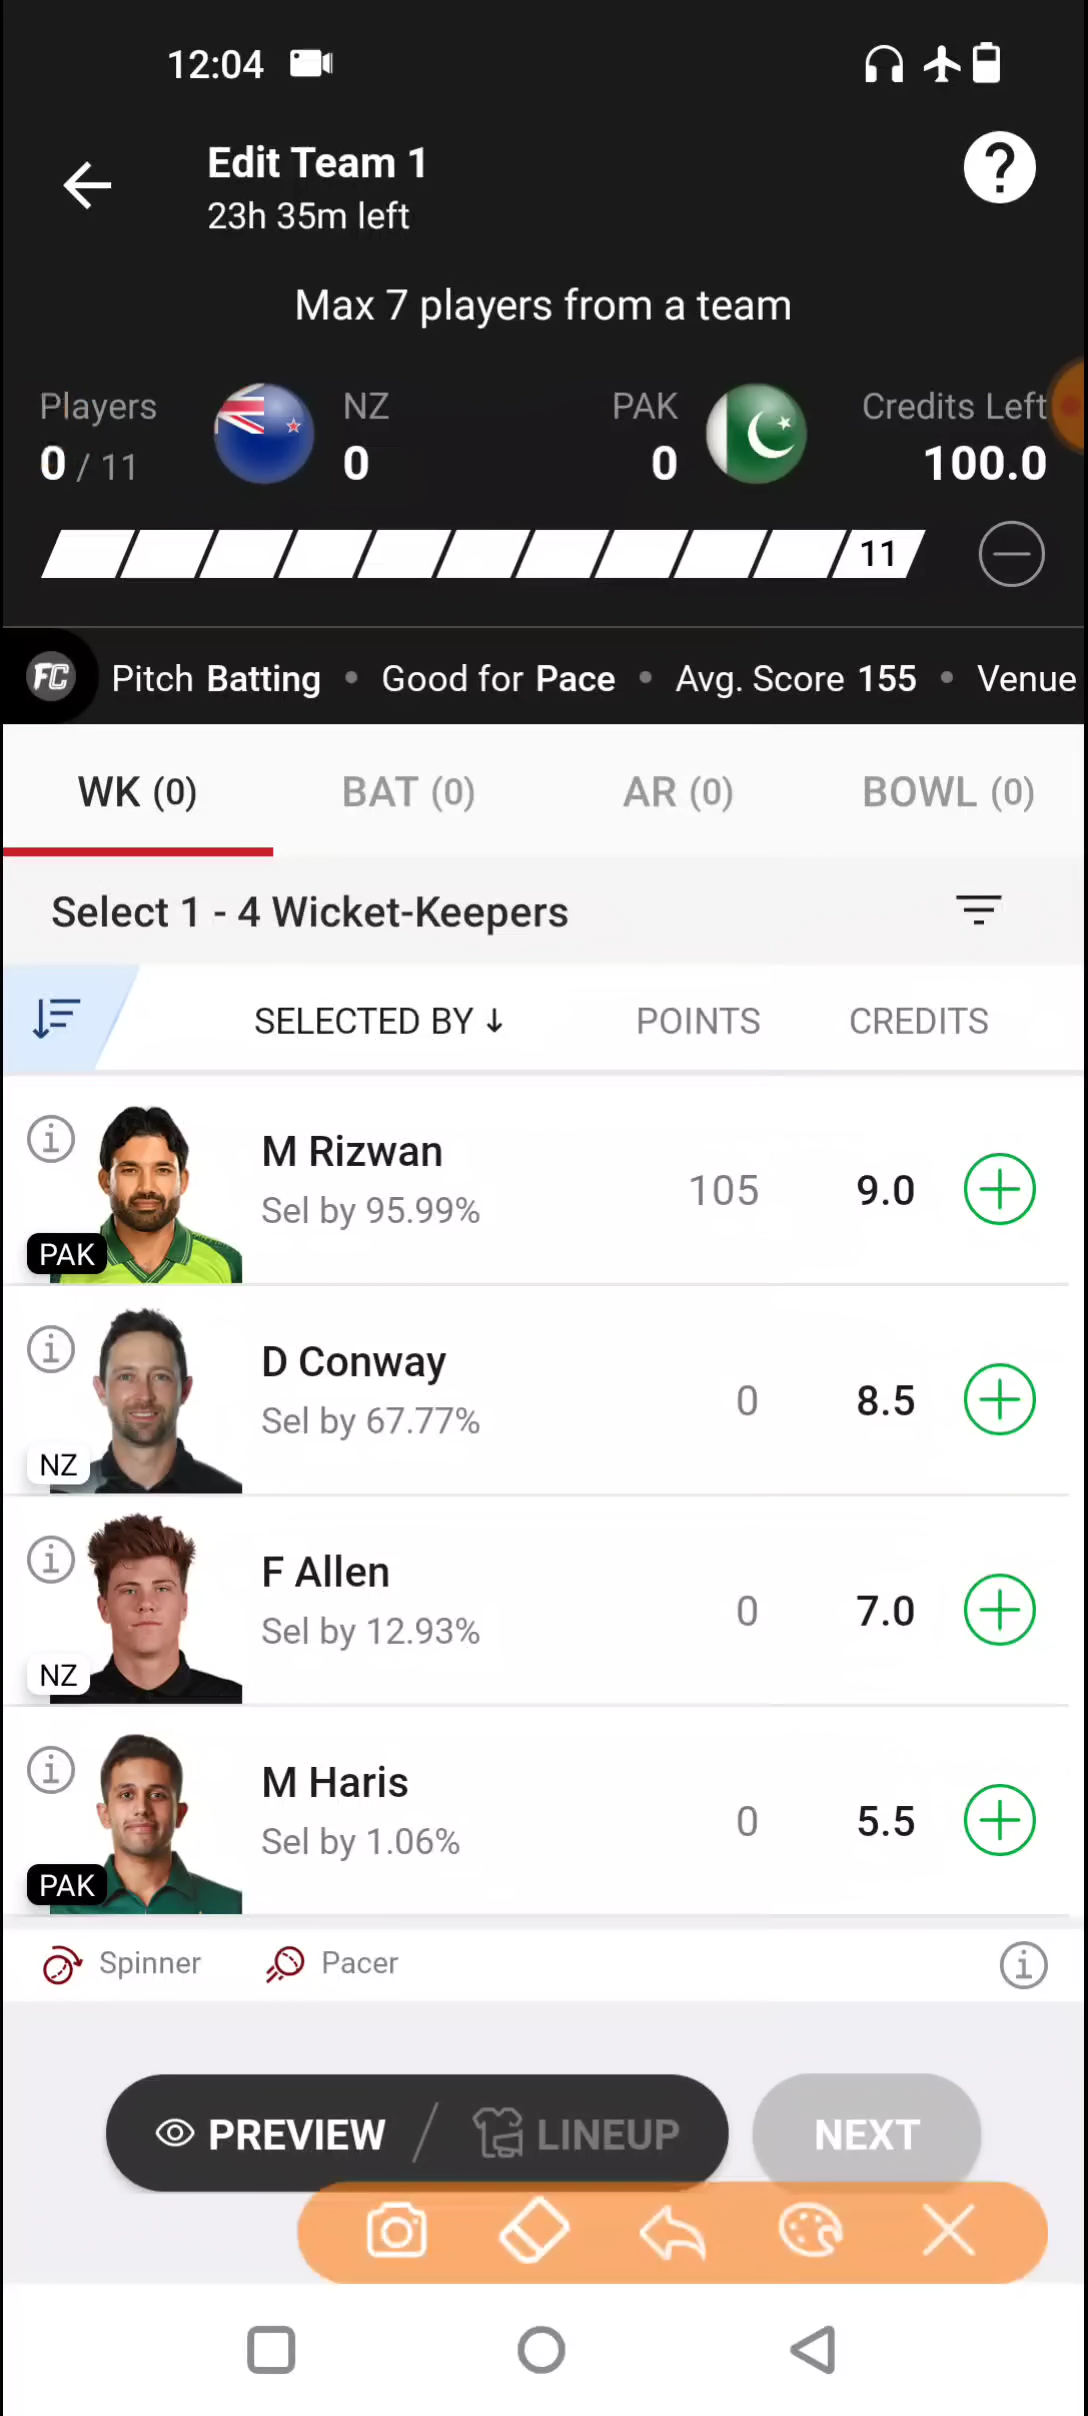 12:04
Edit Team 1
23h 35m left
Max 7 players from a team
Players NZ PAK Credits Left
0 / 11 0 0 100.0
11
FC Pitch Batting • Good for Pace • Avg. Score 155 • Venue
WK (0) BAT (0) AR (0) BOWL (0)
Select 1 - 4 Wicket-Keepers
SELECTED BY ↓ POINTS CREDITS
M Rizwan
Sel by 95.99% 105 9.0
PAK
D Conway
Sel by 67.77% 0 8.5
NZ
F Allen
Sel by 12.93% 0 7.0
NZ
M Haris
Sel by 1.06% 0 5.5
PAK
Spinner Pacer
PREVIEW / LINEUP NEXT